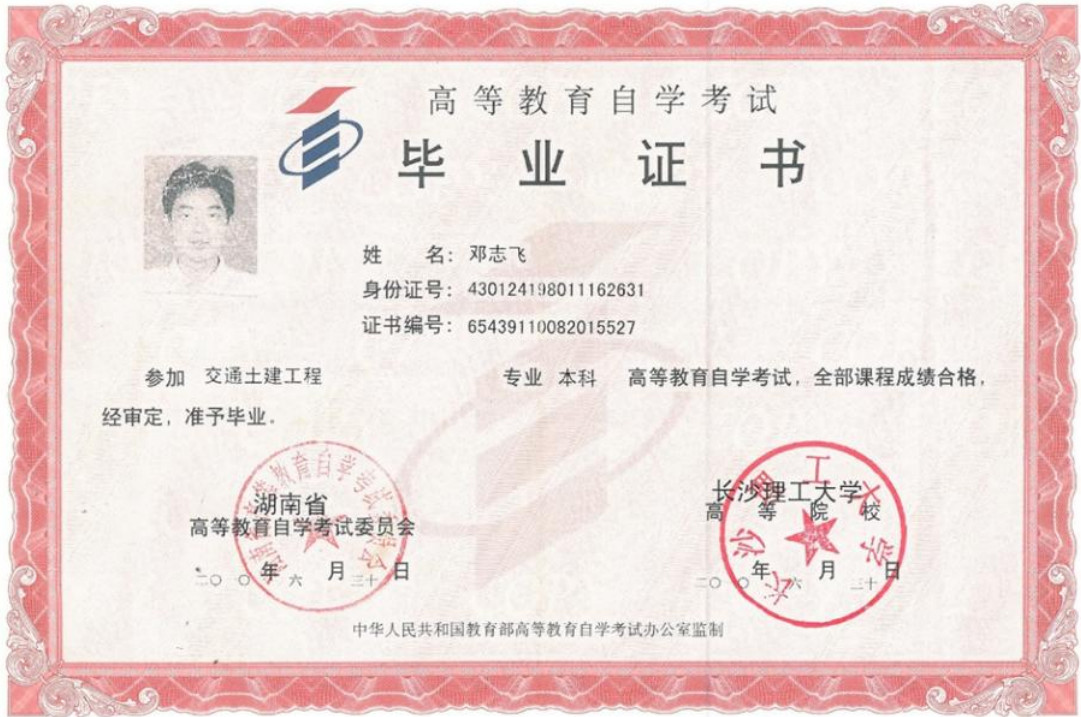 高等教育自学考试
毕业证书
姓 名：邓志飞
身份证号：430124198011162631
证书编号：65439110082015527
参加 交通土建工程 专业 本科 高等教育自学考试，全部课程成绩合格，
经审定，准予毕业。
湖南省
高等教育自学考试委员会
二〇〇 年 六 月 三十 日
长沙理工大学
高等院校
二〇〇 年 六 月 三十 日
长沙理工大学
中华人民共和国教育部高等教育自学考试办公室监制